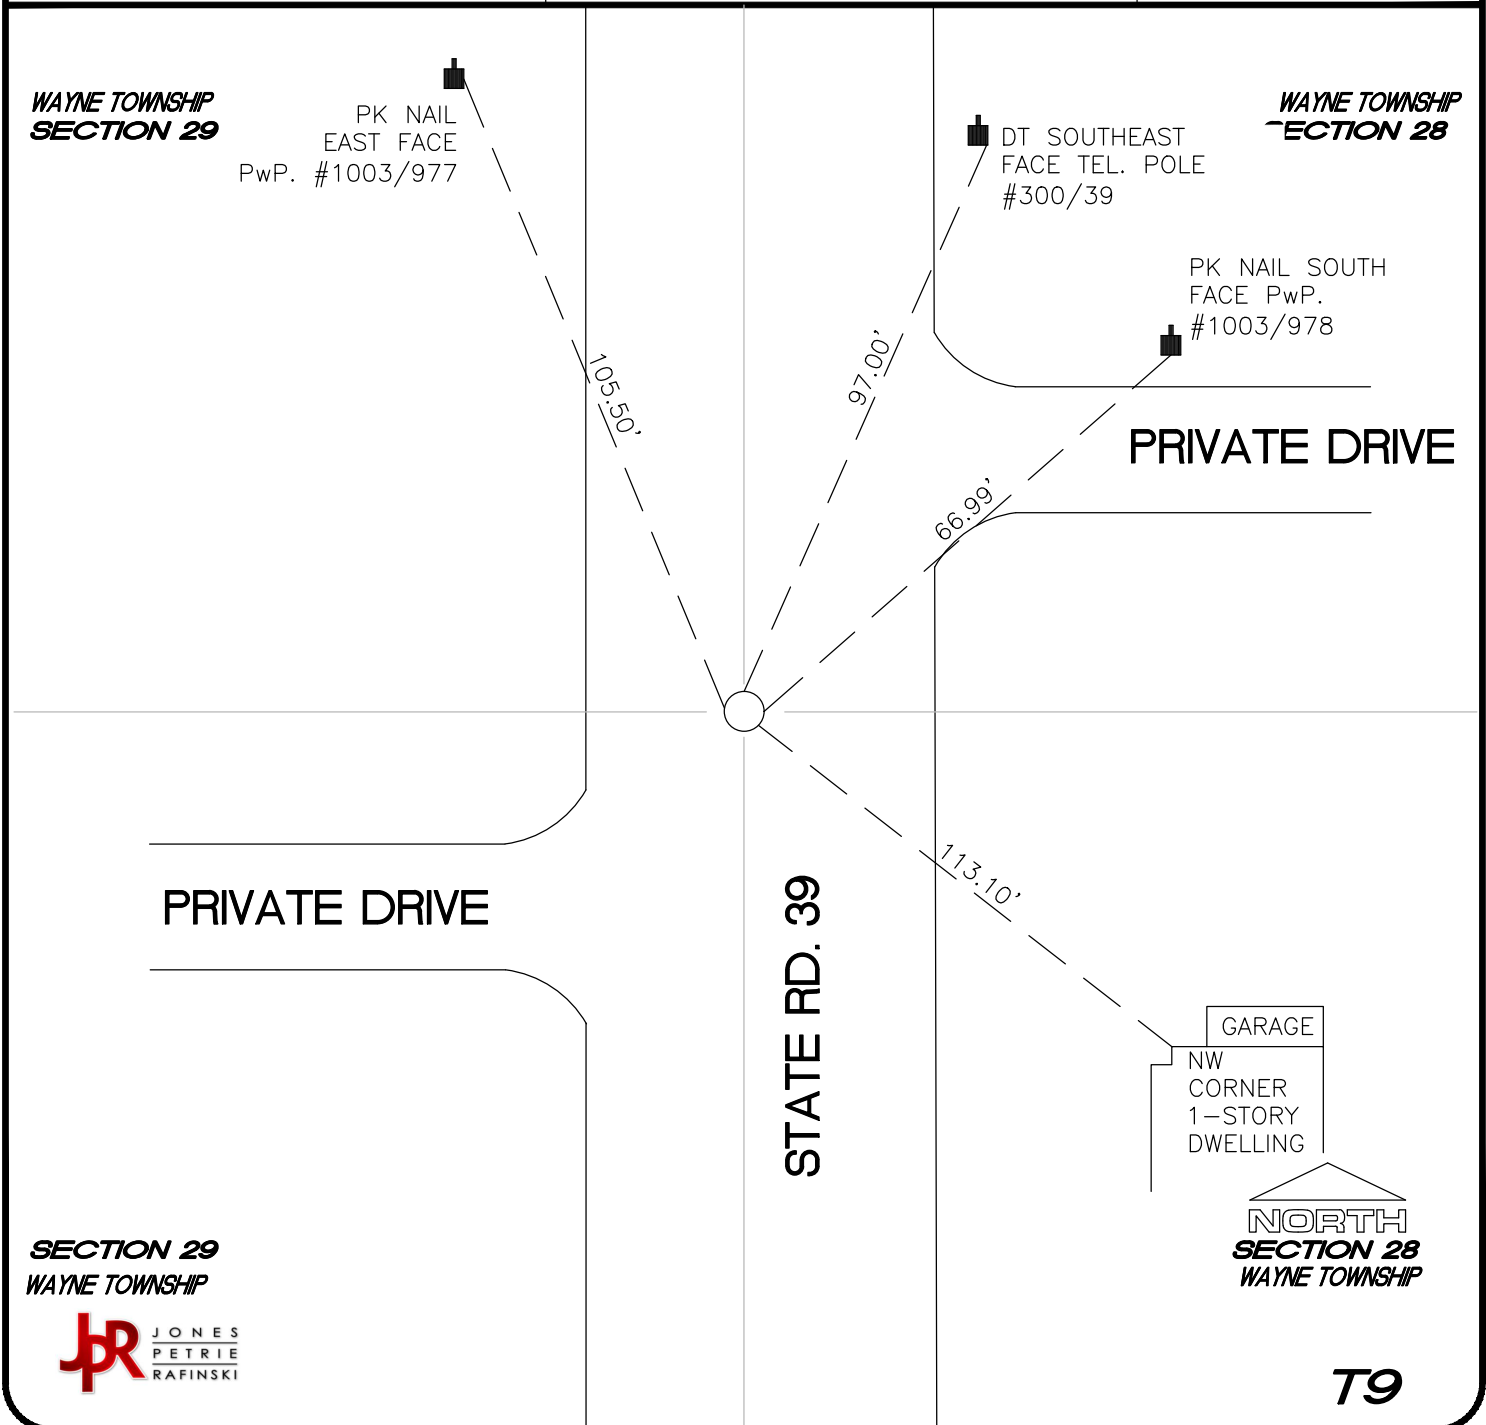 WAYNE TOWNSHIP
SECTION 29
PK NAIL
EAST FACE
PwP. #1003/977
DT SOUTHEAST
FACE TEL. POLE
#300/39
WAYNE TOWNSHIP
ECTION 28
PK NAIL SOUTH
FACE PwP.
#1003/978
105.50'
97.00'
66.99'
PRIVATE DRIVE
113.10'
PRIVATE DRIVE
STATE RD. 39
GARAGE
NW
CORNER
1-STORY
DWELLING
NORTH
SECTION 28
WAYNE TOWNSHIP
SECTION 29
WAYNE TOWNSHIP
JPR
JONES
PETRIE
RAFINSKI
T9